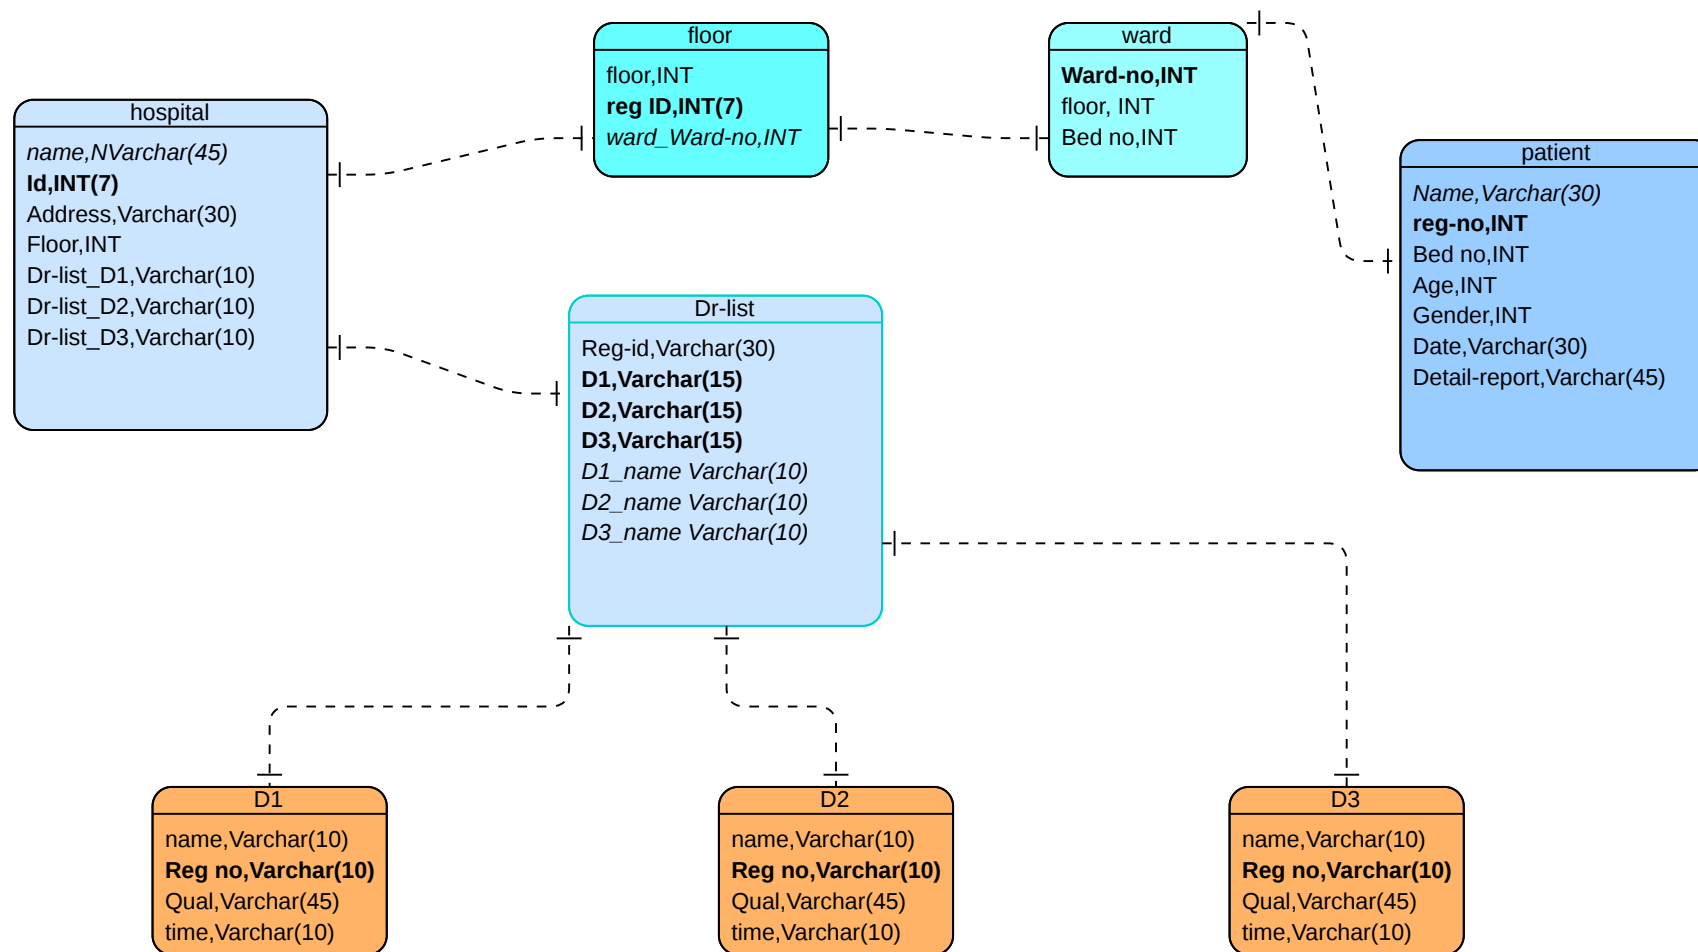 floor
floor,INT
reg ID,INT(7)
ward_Ward-no,INT
ward
Ward-no,INT
floor, INT
Bed no,INT
hospital
name,NVarchar(45)
Id,INT(7)
Address,Varchar(30)
Floor,INT
Dr-list_D1,Varchar(10)
Dr-list_D2,Varchar(10)
Dr-list_D3,Varchar(10)
patient
Name,Varchar(30)
reg-no,INT
Bed no,INT
Age,INT
Gender,INT
Date,Varchar(30)
Detail-report,Varchar(45)
Dr-list
Reg-id,Varchar(30)
D1,Varchar(15)
D2,Varchar(15)
D3,Varchar(15)
D1_name Varchar(10)
D2_name Varchar(10)
D3_name Varchar(10)
D1
name,Varchar(10)
Reg no,Varchar(10)
Qual,Varchar(45)
time,Varchar(10)
D2
name,Varchar(10)
Reg no,Varchar(10)
Qual,Varchar(45)
time,Varchar(10)
D3
name,Varchar(10)
Reg no,Varchar(10)
Qual,Varchar(45)
time,Varchar(10)